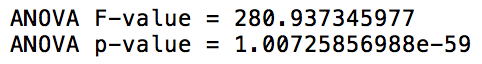 ANOVA F-value = 280.937345977
ANOVA p-value = 1.00725856988e-59